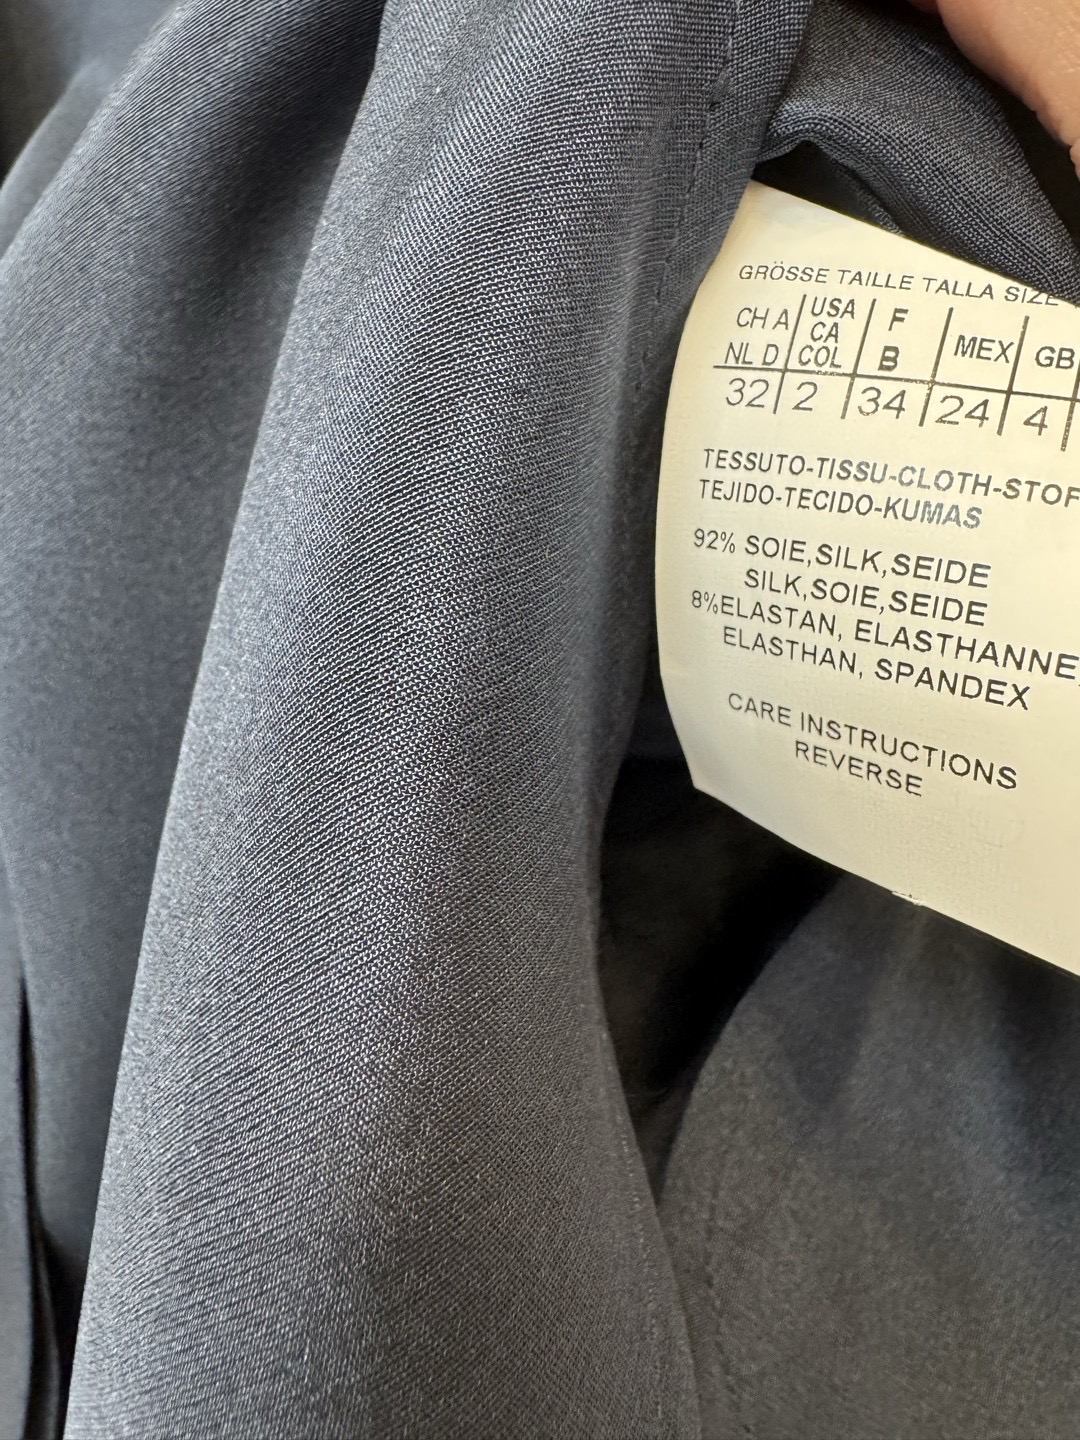 GRÖSSE TAILLE TALLA SIZE
CH A USA F MEX GB
CA
NL D COL B
32 2 34 24 4
TESSUTO-TISSU-CLOTH-STOF
TEJIDO-TECIDO-KUMAS
92% SOIE,SILK,SEIDE
SILK,SOIE,SEIDE
8%ELASTAN, ELASTHANNE,
ELASTHAN, SPANDEX
CARE INSTRUCTIONS
REVERSE